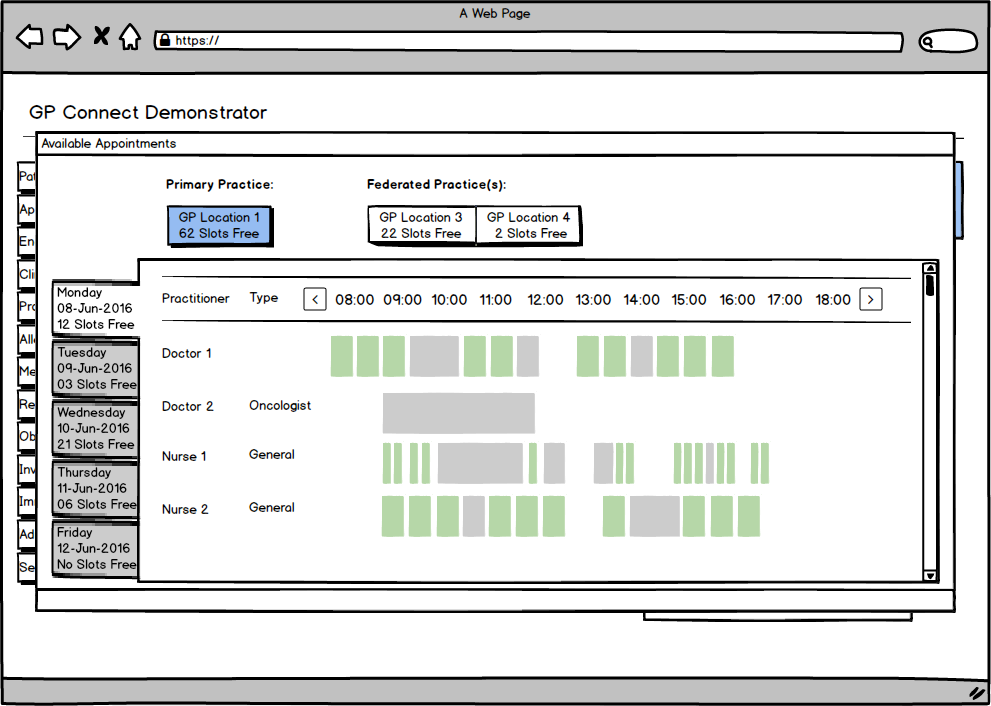 A Web Page
https://
GP Connect Demonstrator
Available Appointments
Primary Practice:
Federated Practice(s):
GP Location 1
62 Slots Free
GP Location 3
22 Slots Free
GP Location 4
2 Slots Free
Pat
Ap
En
Cli
Pro
All
Me
Re
Ob
Inv
Im
Ad
Se
Monday
08-Jun-2016
12 Slots Free
Tuesday
09-Jun-2016
03 Slots Free
Wednesday
10-Jun-2016
21 Slots Free
Thursday
11-Jun-2016
06 Slots Free
Friday
12-Jun-2016
No Slots Free
Practitioner Type < 08:00 09:00 10:00 11:00 12:00 13:00 14:00 15:00 16:00 17:00 18:00 >
Doctor 1
Doctor 2 Oncologist
Nurse 1 General
Nurse 2 General